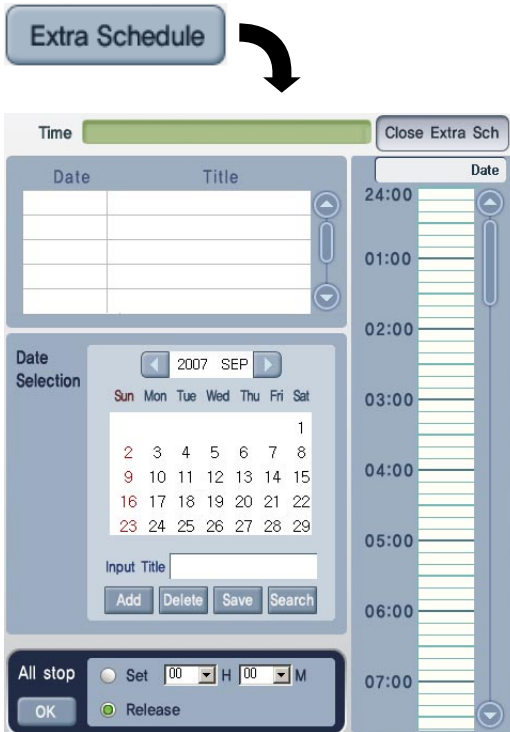 Extra Schedule
Time
Close Extra Sch
Date Title
Date
24:00
01:00
02:00
03:00
04:00
05:00
06:00
07:00
Date
Selection
2007 SEP
Sun Mon Tue Wed Thu Fri Sat
1
2 3 4 5 6 7 8
9 10 11 12 13 14 15
16 17 18 19 20 21 22
23 24 25 26 27 28 29
Input Title
Add Delete Save Search
All stop
Set 00 H 00 M
OK
Release